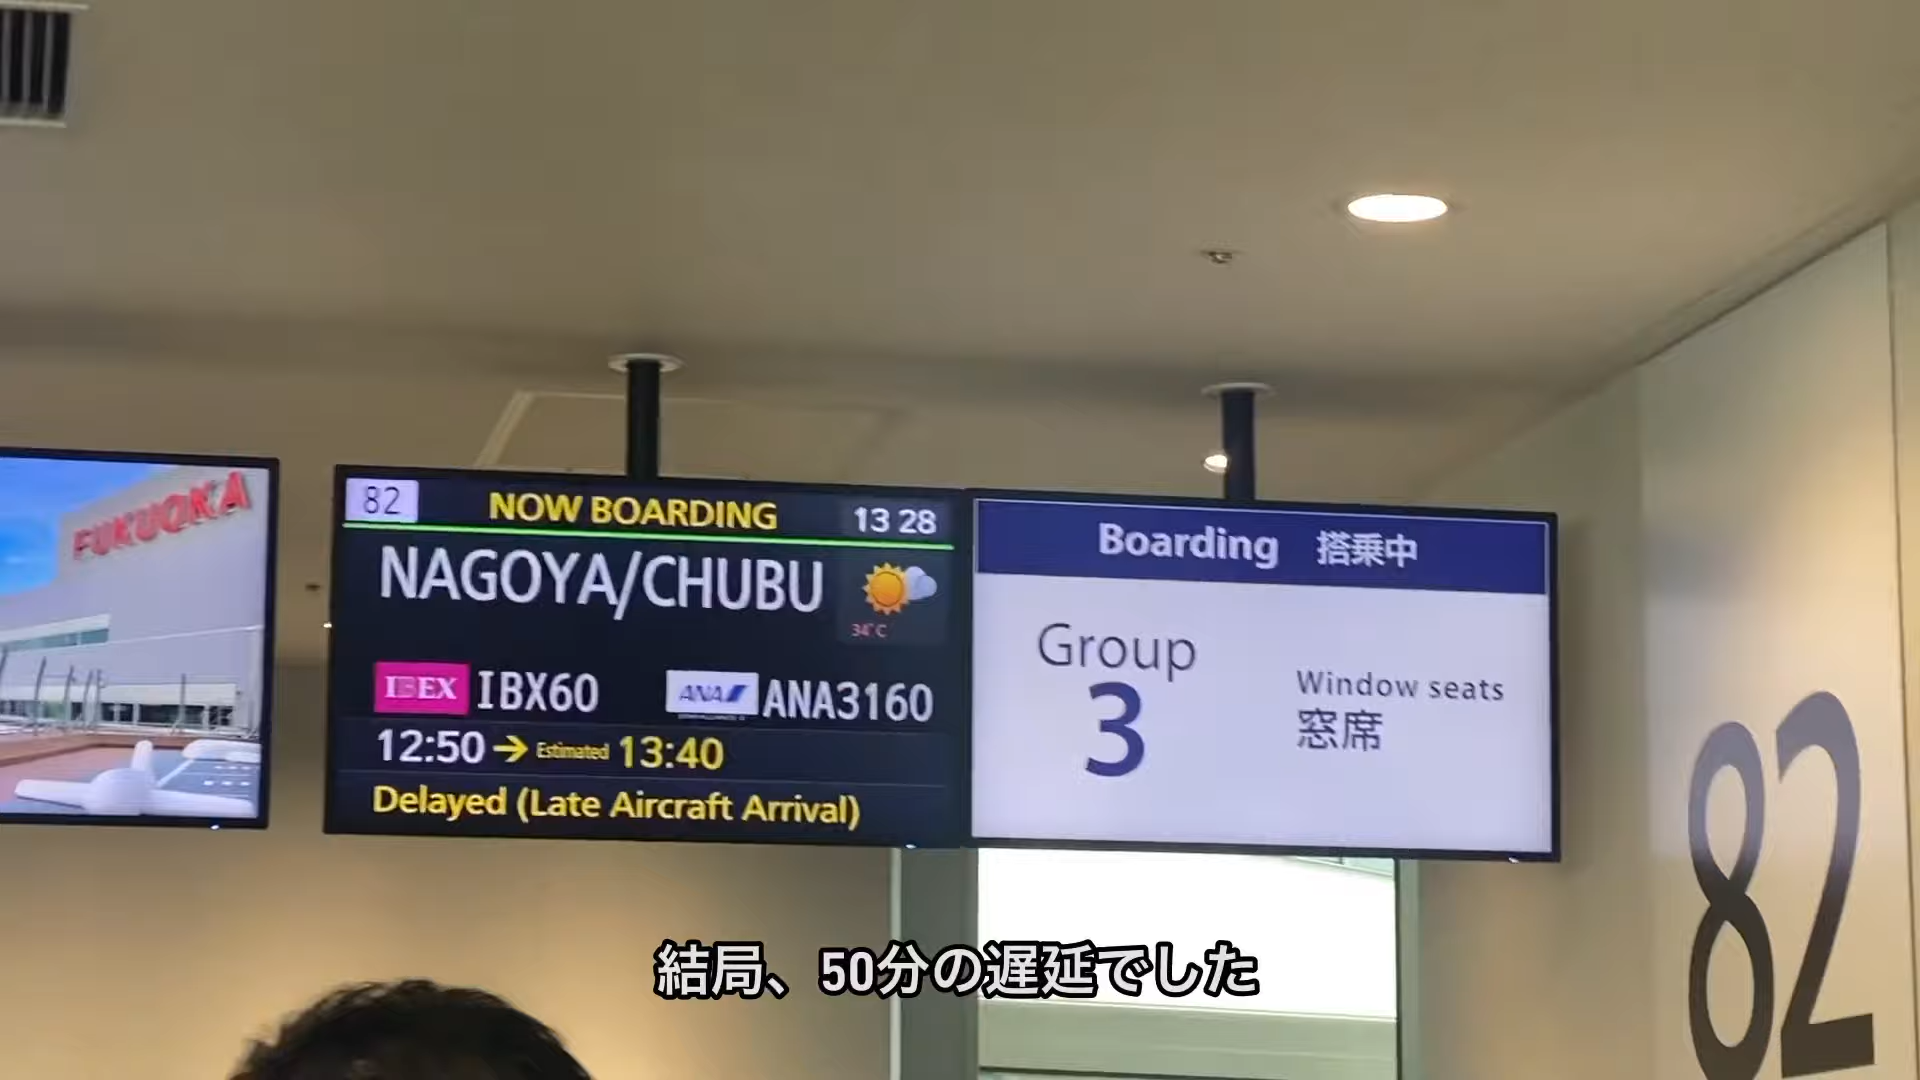 FUKUOKA
82 NOW BOARDING 13 28
NAGOYA/CHUBU
34°C
IBEX IBX60 ANA ANA3160
12:50 → Estimated 13:40
Delayed (Late Aircraft Arrival)
Boarding 搭乗中
Group
3
Window seats
窓席
82
結局、50分の遅延でした